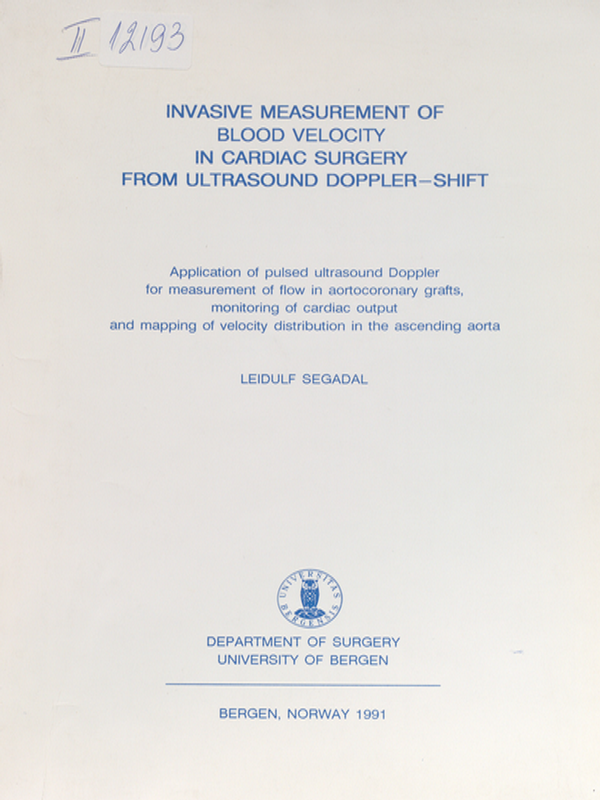 II 12193
INVASIVE MEASUREMENT OF
BLOOD VELOCITY
IN CARDIAC SURGERY
FROM ULTRASOUND DOPPLER—SHIFT
Application of pulsed ultrasound Doppler
for measurement of flow in aortocoronary grafts,
monitoring of cardiac output
and mapping of velocity distribution in the ascending aorta
LEIDULF SEGADAL
UNIVERSITAS
BERGENSIS
DEPARTMENT OF SURGERY
UNIVERSITY OF BERGEN
BERGEN, NORWAY 1991